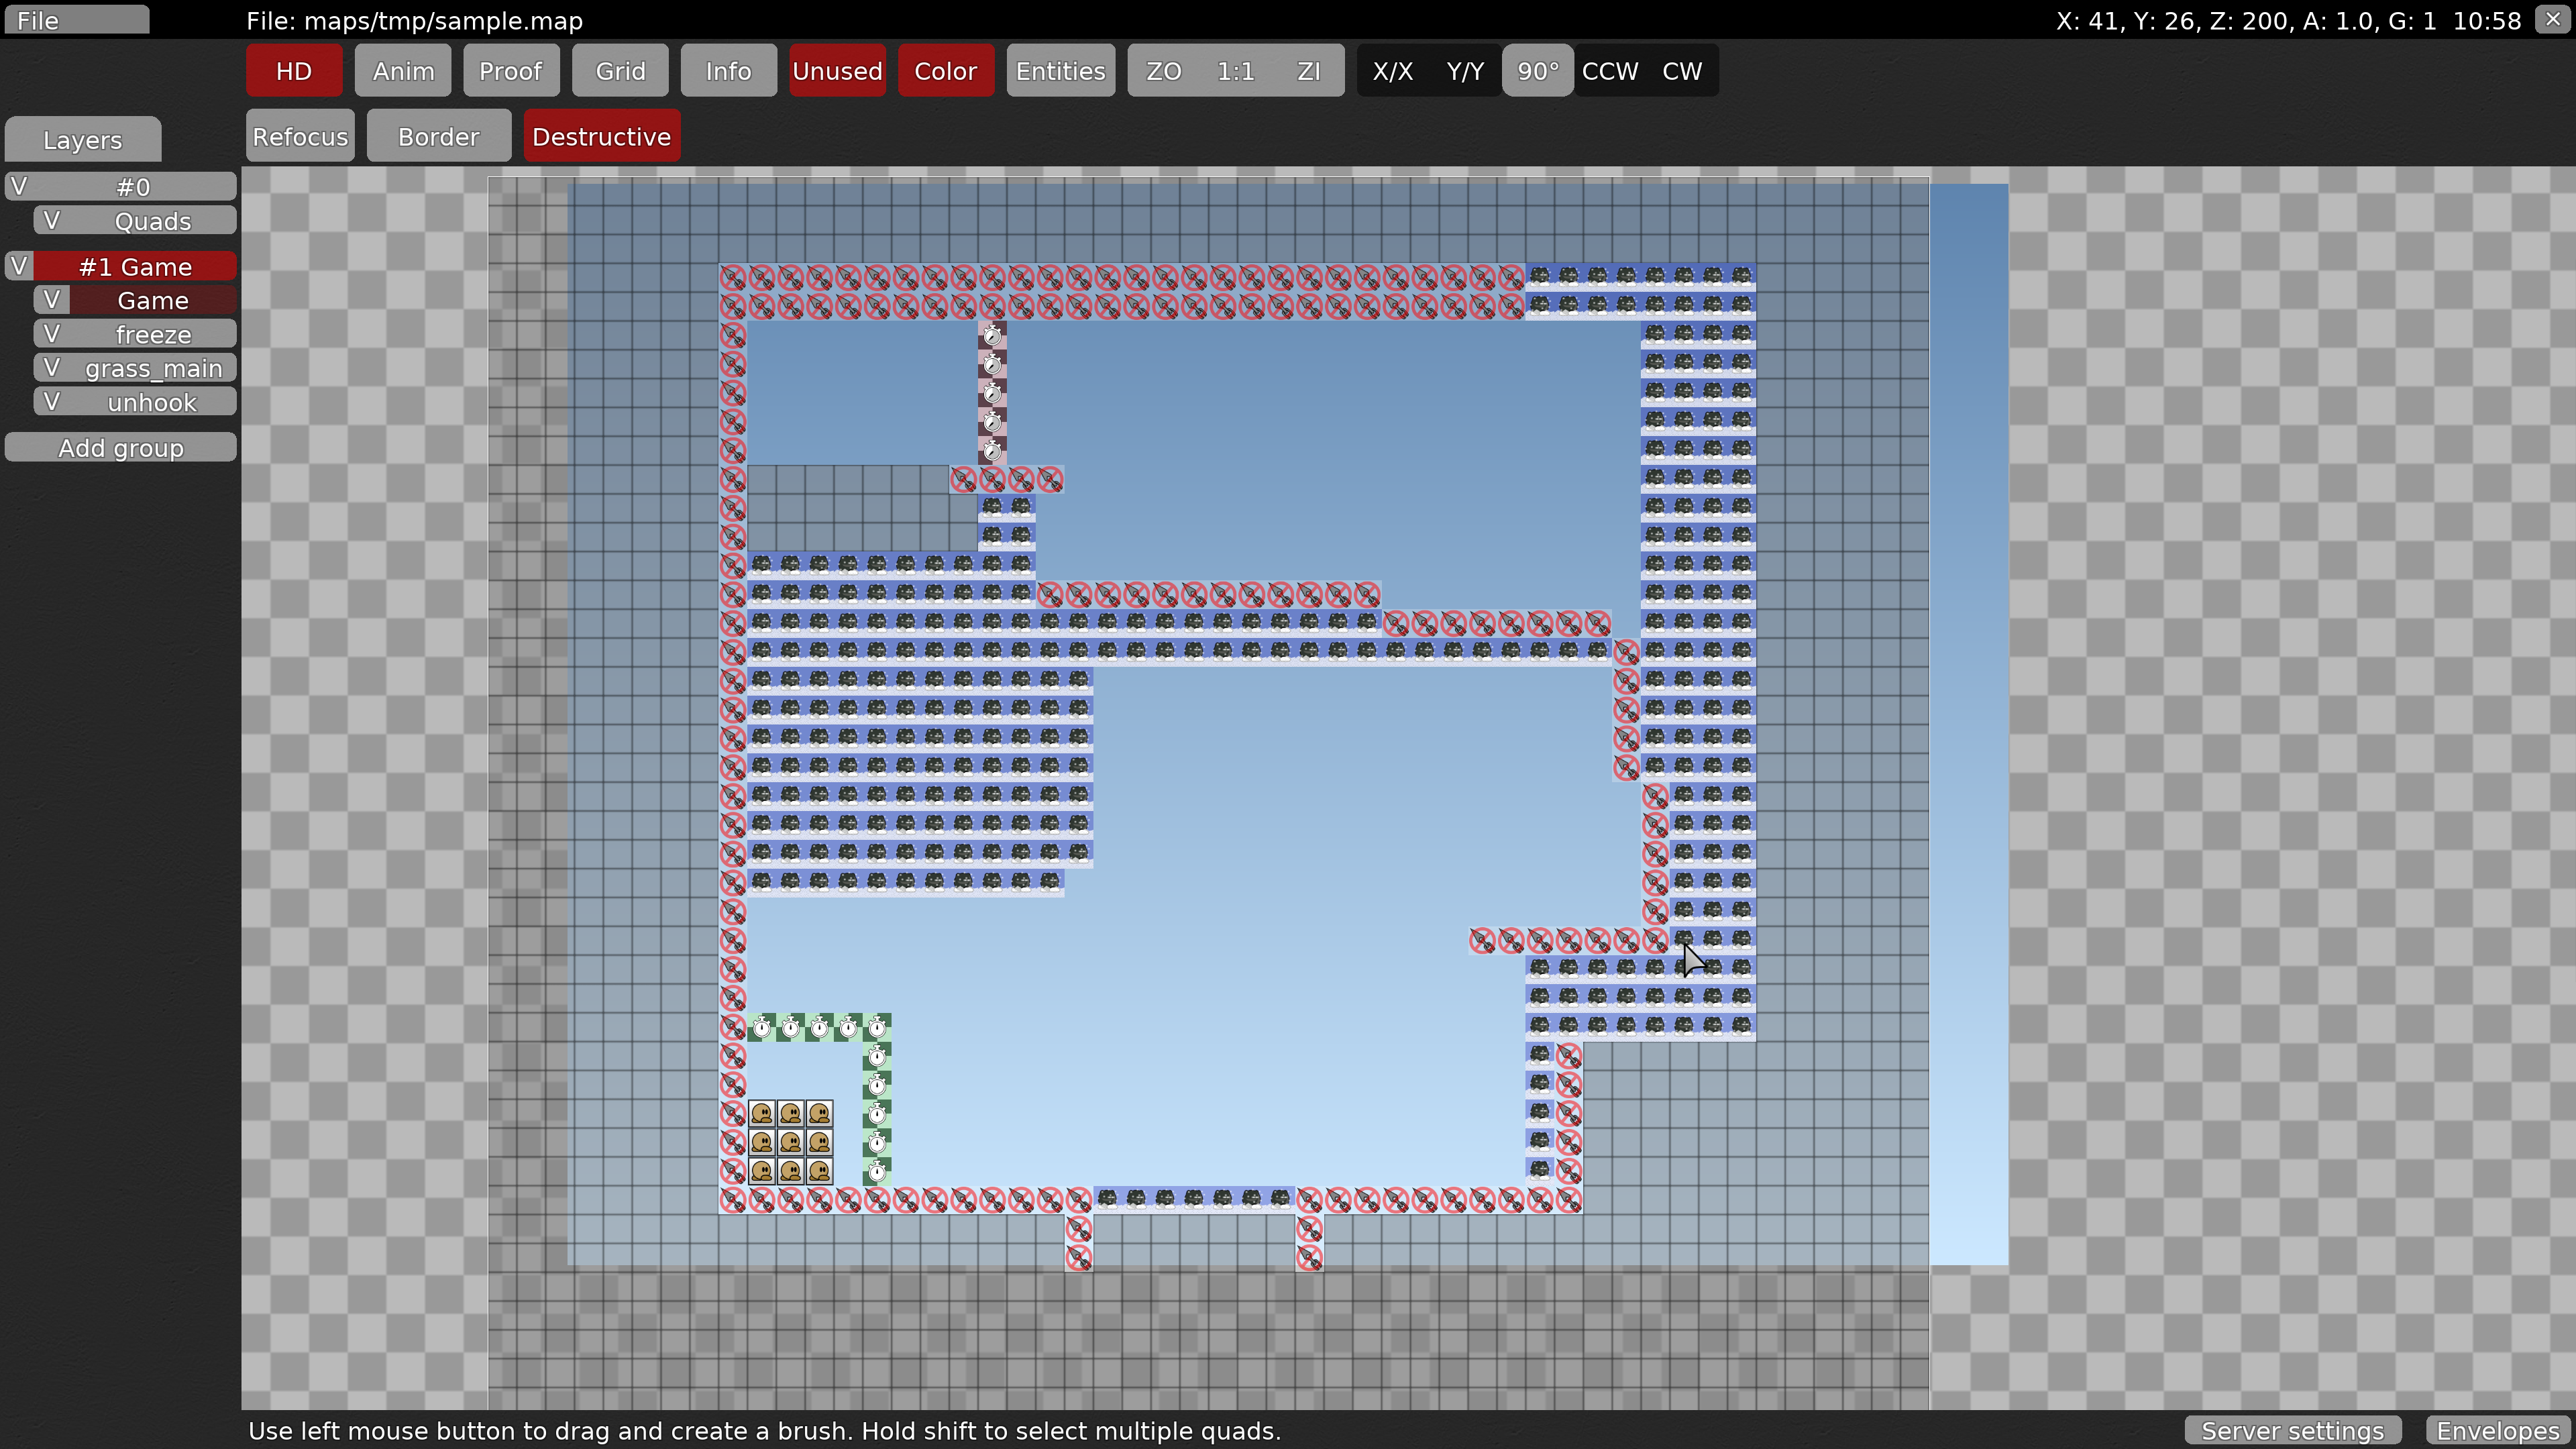 File File: maps/tmp/sample.map X: 41, Y: 26, Z: 200, A: 1.0, G: 1 10:58 ✕
HD Anim Proof Grid Info Unused Color Entities ZO 1:1 ZI X/X Y/Y 90° CCW CW
Refocus Border Destructive
Layers
V #0
V Quads
V #1 Game
V Game
V freeze
V grass_main
V unhook
Add group
Use left mouse button to drag and create a brush. Hold shift to select multiple quads. Server settings Envelopes